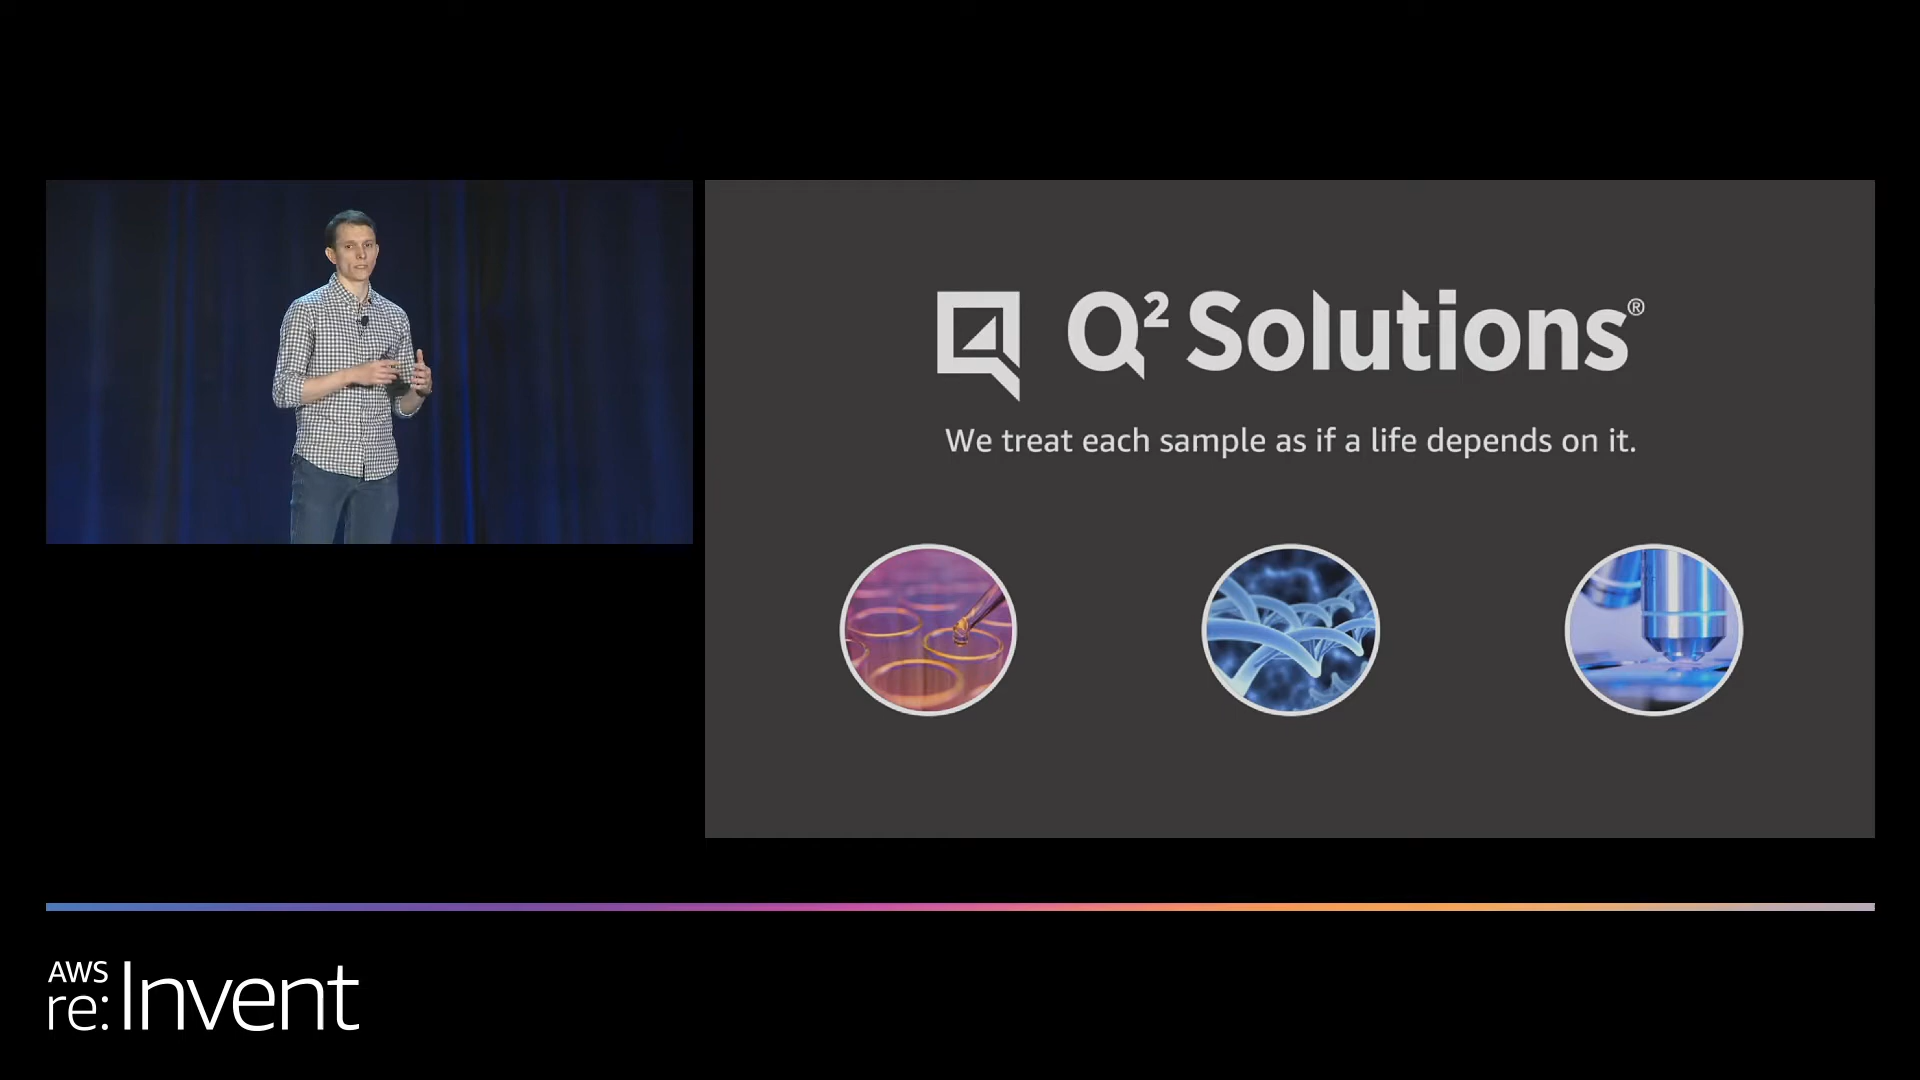 Q² Solutions®
We treat each sample as if a life depends on it.
AWS
re:Invent